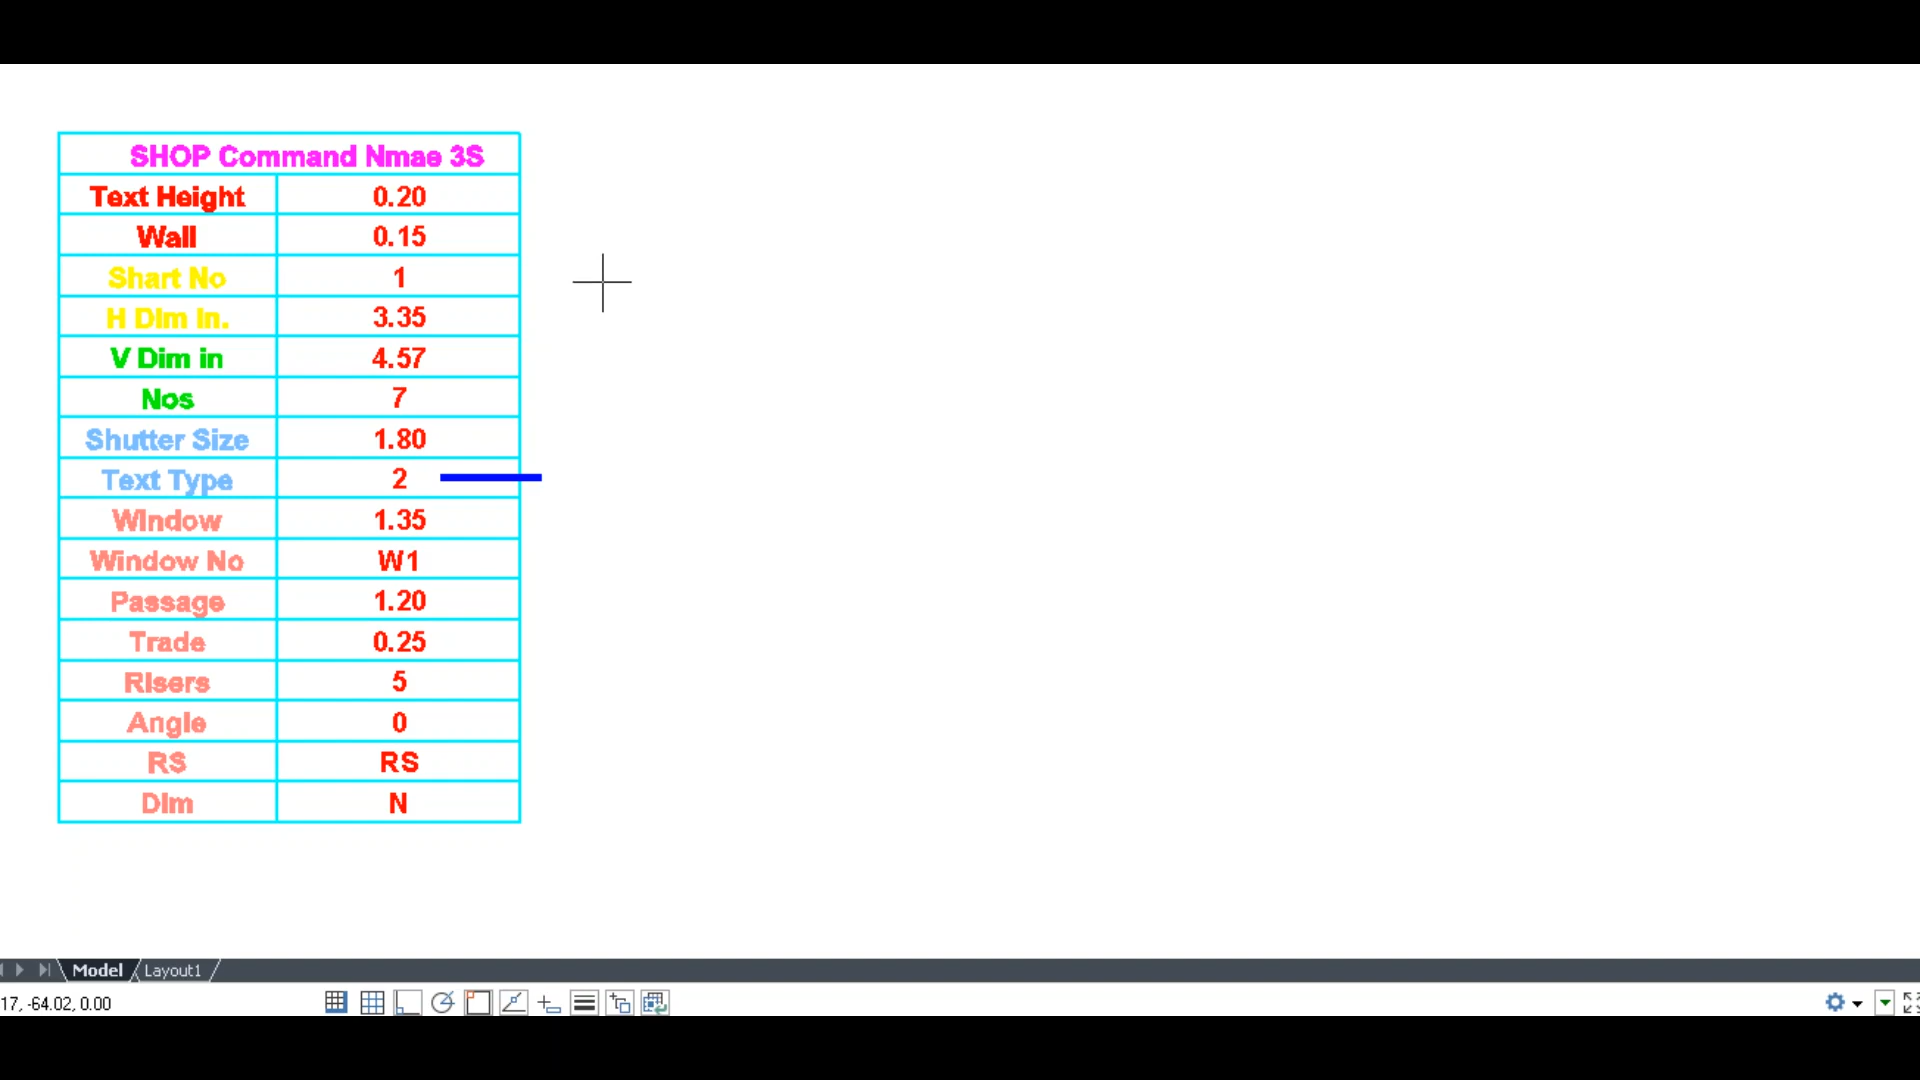 SHOP Command Nmae 3S
Text Height 0.20
Wall 0.15
Shart No 1
H Dim In. 3.35
V Dim in 4.57
Nos 7
Shutter Size 1.80
Text Type 2
Window 1.35
Window No W1
Passage 1.20
Trade 0.25
Risers 5
Angle 0
RS RS
Dim N
Model Layout1
17, -64.02, 0.00